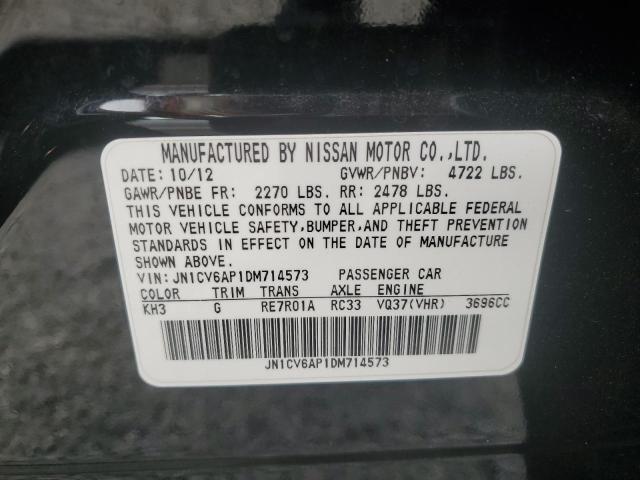 MANUFACTURED BY NISSAN MOTOR CO.,LTD.
DATE: 10/12 GVWR/PNBV: 4722 LBS.
GAWR/PNBE FR: 2270 LBS. RR: 2478 LBS.
THIS VEHICLE CONFORMS TO ALL APPLICABLE FEDERAL
MOTOR VEHICLE SAFETY,BUMPER,AND THEFT PREVENTION
STANDARDS IN EFFECT ON THE DATE OF MANUFACTURE
SHOWN ABOVE.
VIN:JN1CV6AP1DM714573 PASSENGER CAR
COLOR TRIM TRANS AXLE ENGINE
KH3 G RE7R01A RC33 VQ37(VHR) 3696CC
JN1CV6AP1DM714573